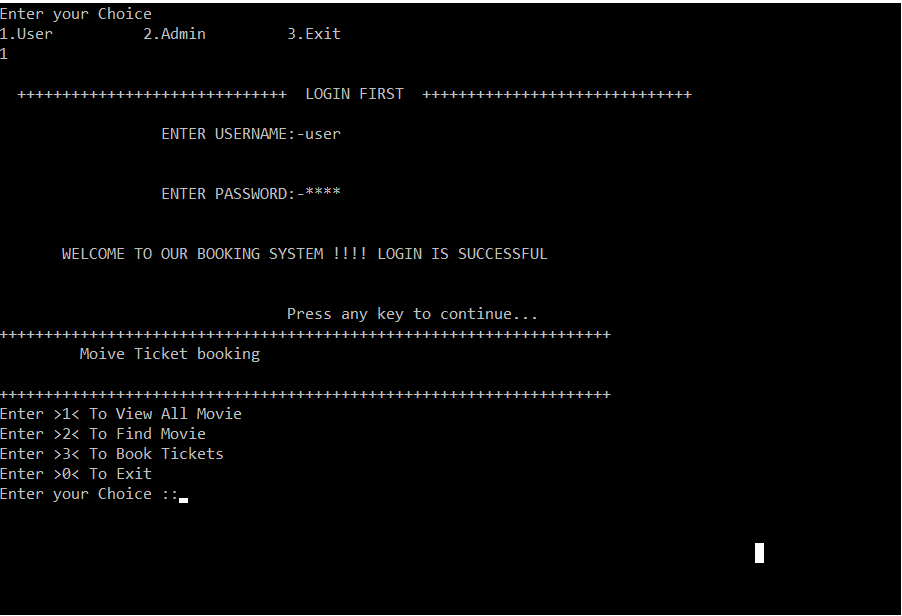 Enter your Choice
1.User 2.Admin 3.Exit
1
++++++++++++++++++++++++++++++ LOGIN FIRST ++++++++++++++++++++++++++++++
ENTER USERNAME:-user
ENTER PASSWORD:-****
WELCOME TO OUR BOOKING SYSTEM !!!! LOGIN IS SUCCESSFUL
Press any key to continue...
++++++++++++++++++++++++++++++++++++++++++++++++++++++++++++++++++++
Moive Ticket booking
++++++++++++++++++++++++++++++++++++++++++++++++++++++++++++++++++++
Enter >1< To View All Movie
Enter >2< To Find Movie
Enter >3< To Book Tickets
Enter >0< To Exit
Enter your Choice ::